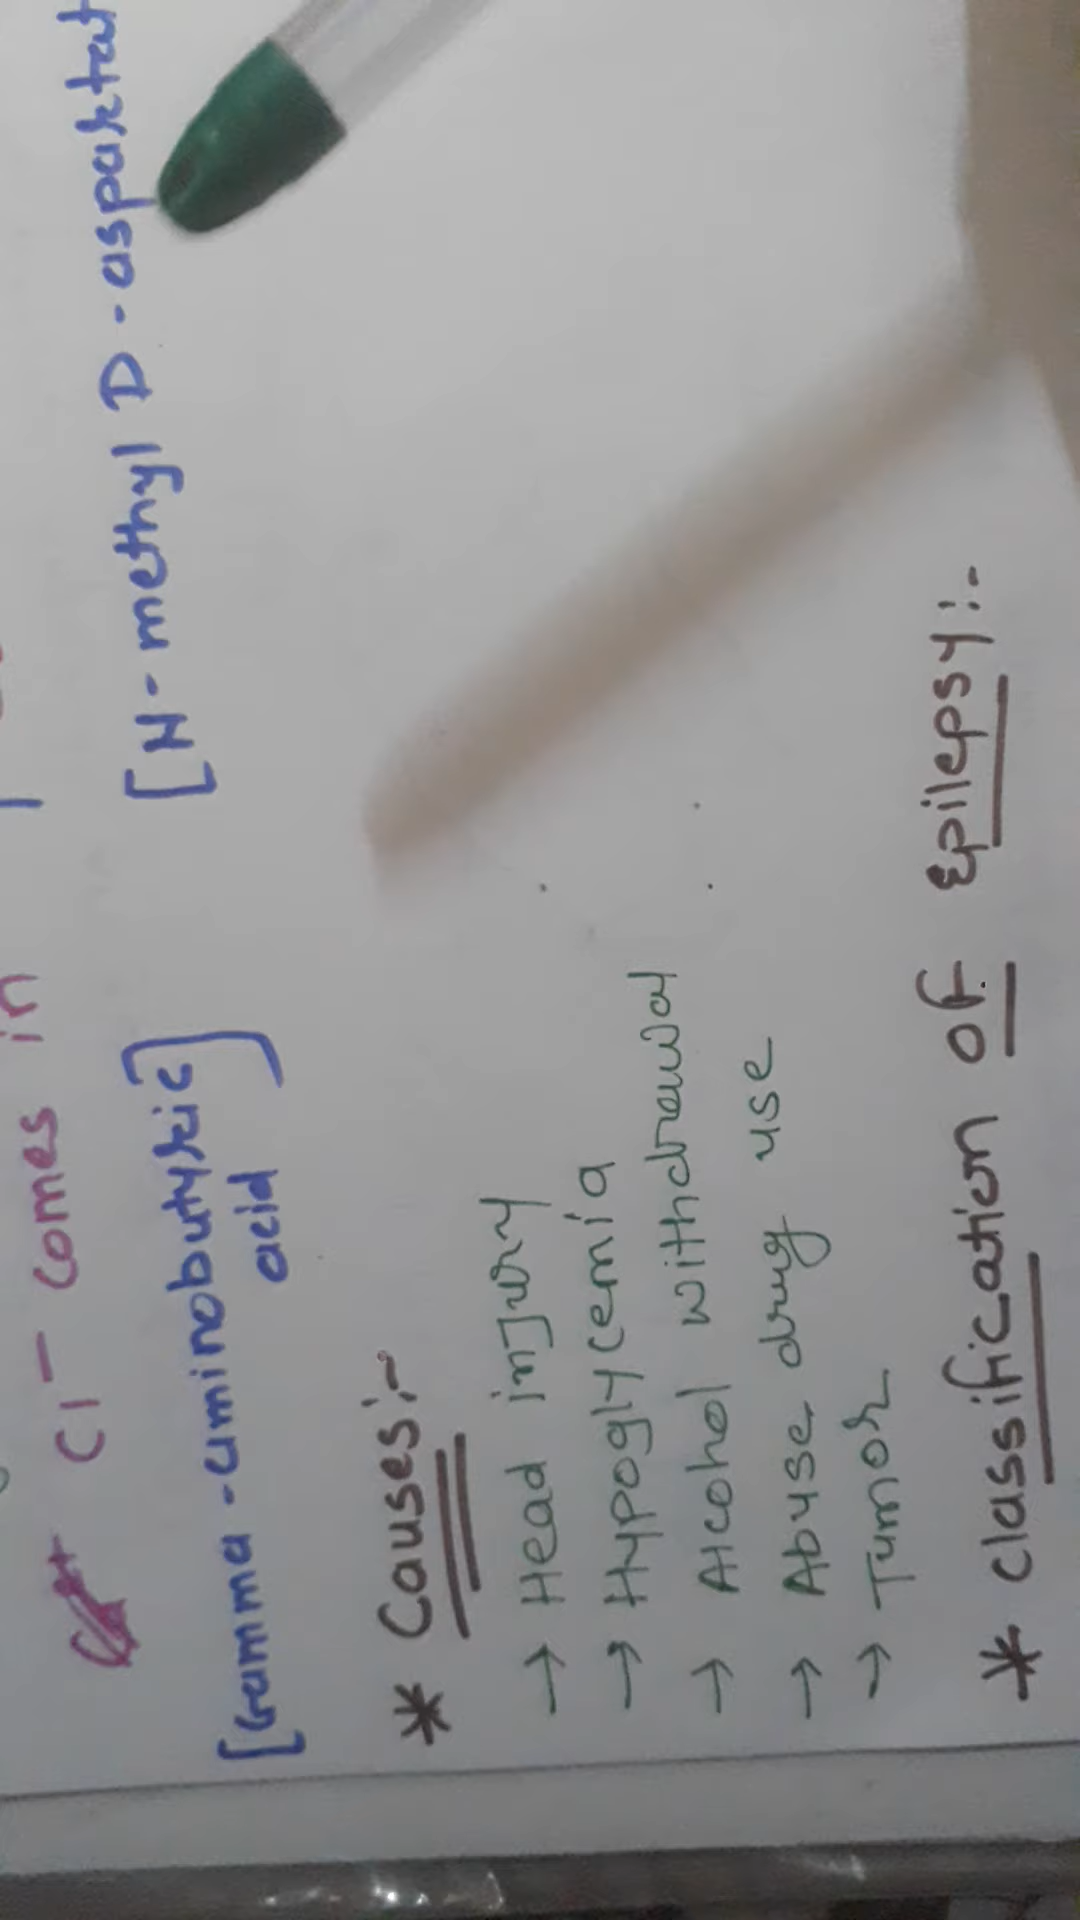 Cl- comes in
[Gamma-aminobutyric acid] [N-methyl D-aspartat
* Causes:-
→ Head injury
→ Hypoglycemia
→ Alcohol withdrawal
→ Abuse drug use
→ Tumor
* Classification of Epilepsy:-